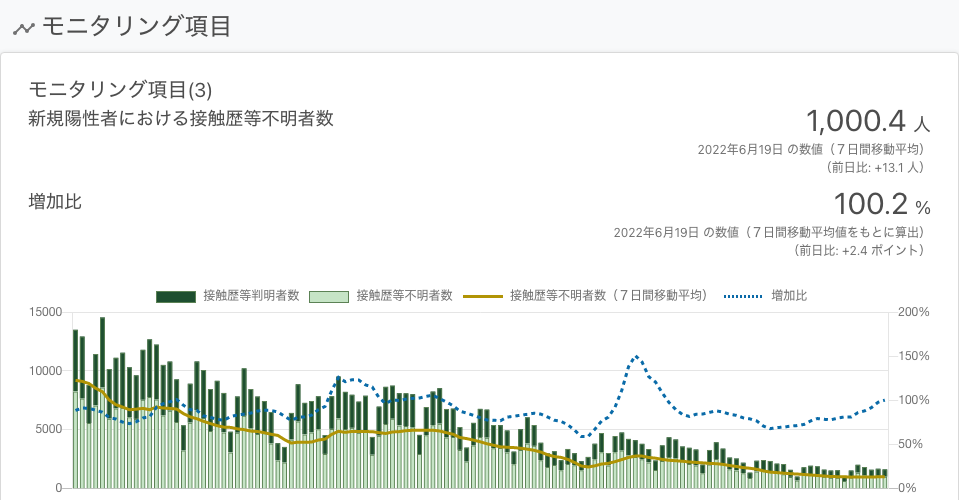 モニタリング項目
モニタリング項目(3)
新規陽性者における接触歴等不明者数
1,000.4 人
2022年6月19日 の数値（７日間移動平均）
（前日比: +13.1 人）
増加比
100.2 %
2022年6月19日 の数値（７日間移動平均値をもとに算出）
（前日比: +2.4 ポイント）
接触歴等判明者数 接触歴等不明者数 接触歴等不明者数（７日間移動平均） 増加比
15000 200%
10000 150%
5000 100%
0 50%
0%